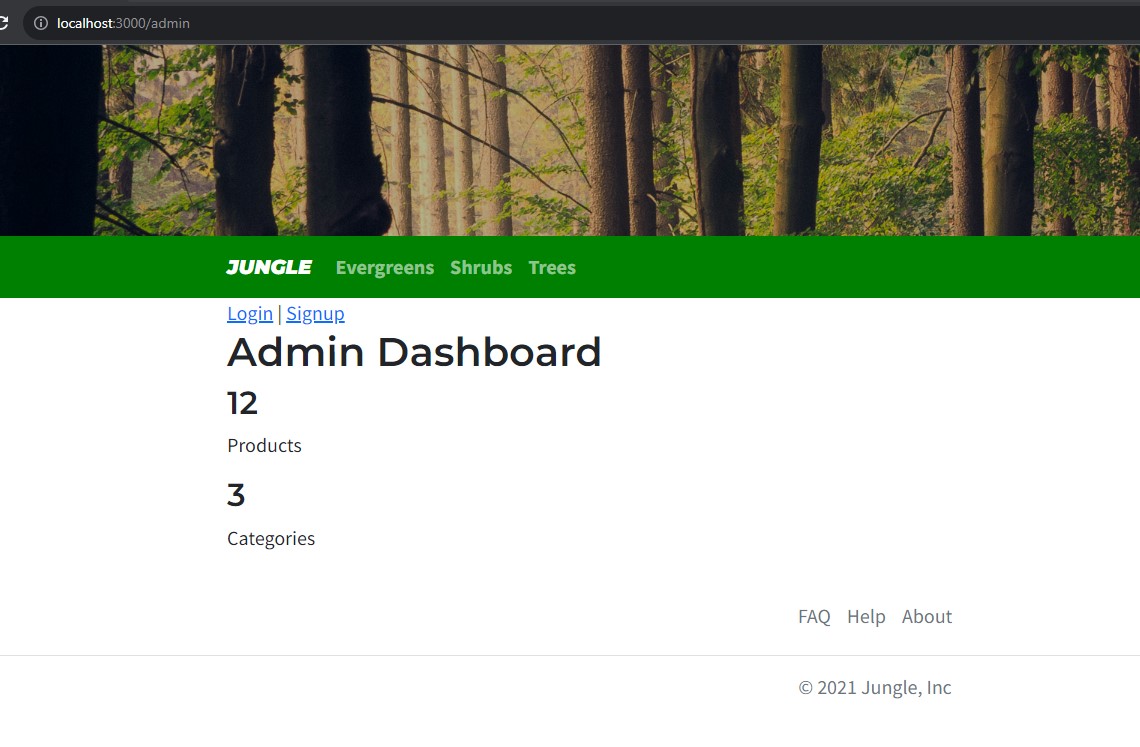 localhost:3000/admin
JUNGLE Evergreens Shrubs Trees
Login | Signup
Admin Dashboard
12
Products
3
Categories
FAQ Help About
© 2021 Jungle, Inc